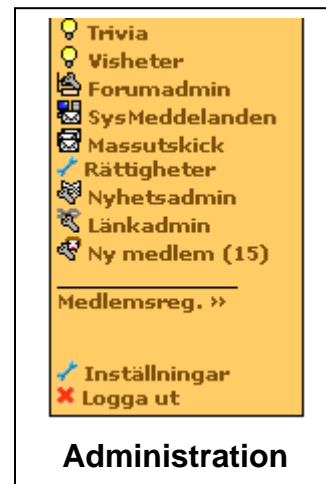 Trivia
Visheter
Forumadmin
SysMeddelanden
Massutskick
Rättigheter
Nyhetsadmin
Länkadmin
Ny medlem (15)
Medlemsreg. »
Inställningar
Logga ut
Administration